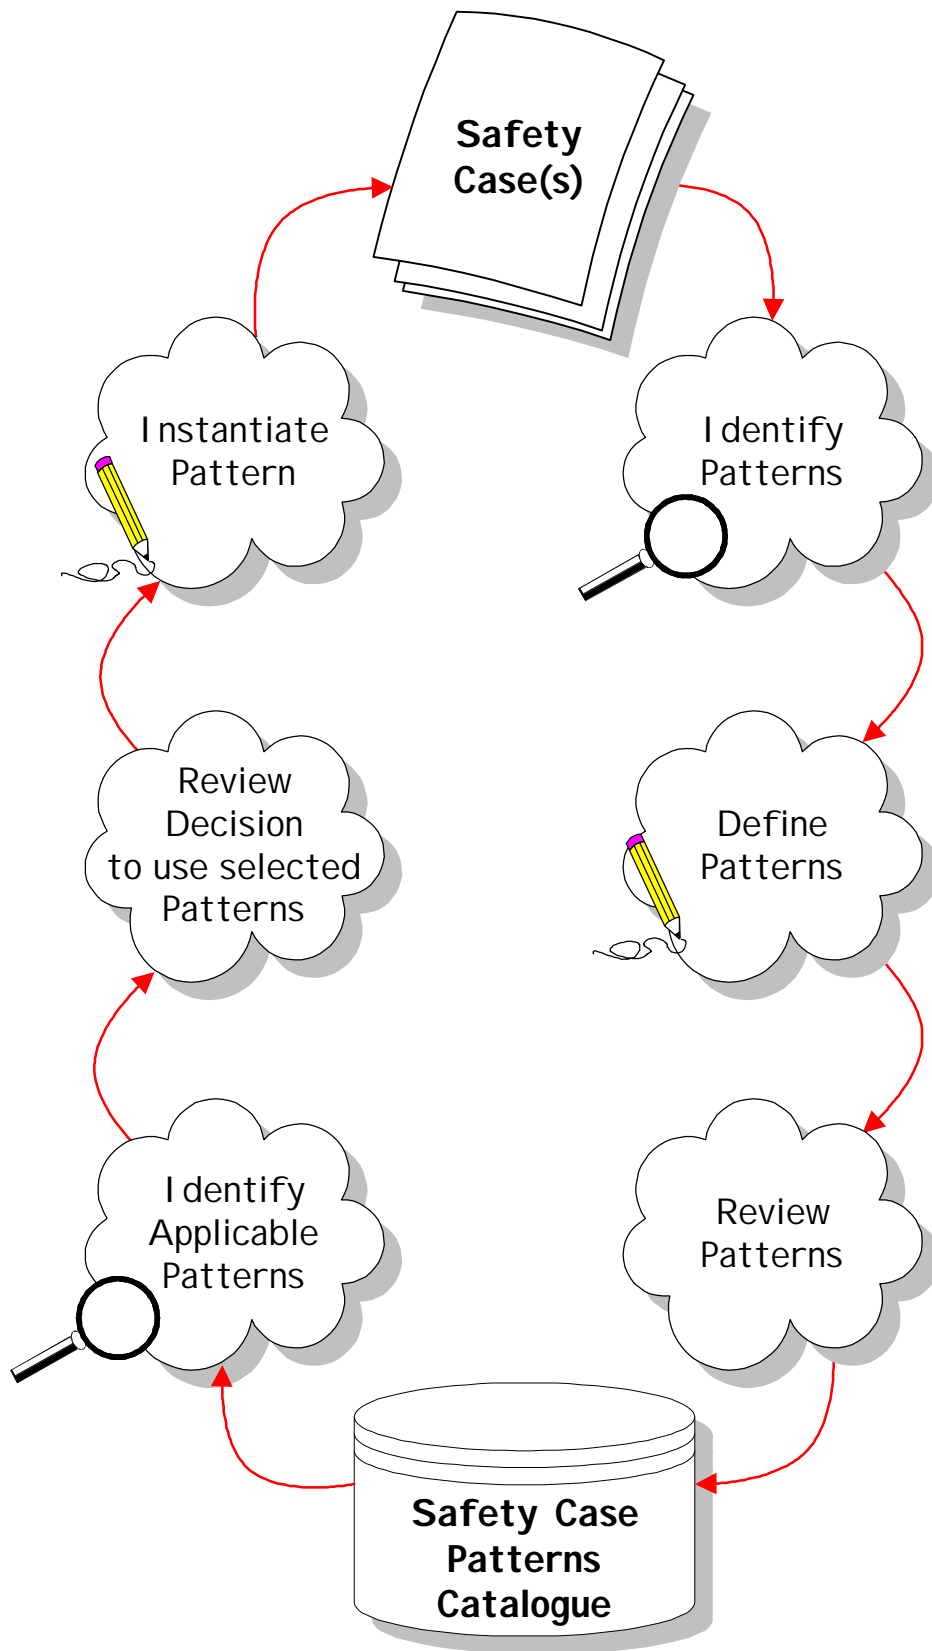 Safety
Case(s)
Instantiate
Pattern
Identify
Patterns
Review
Decision
to use selected
Patterns
Define
Patterns
Identify
Applicable
Patterns
Review
Patterns
Safety Case
Patterns
Catalogue